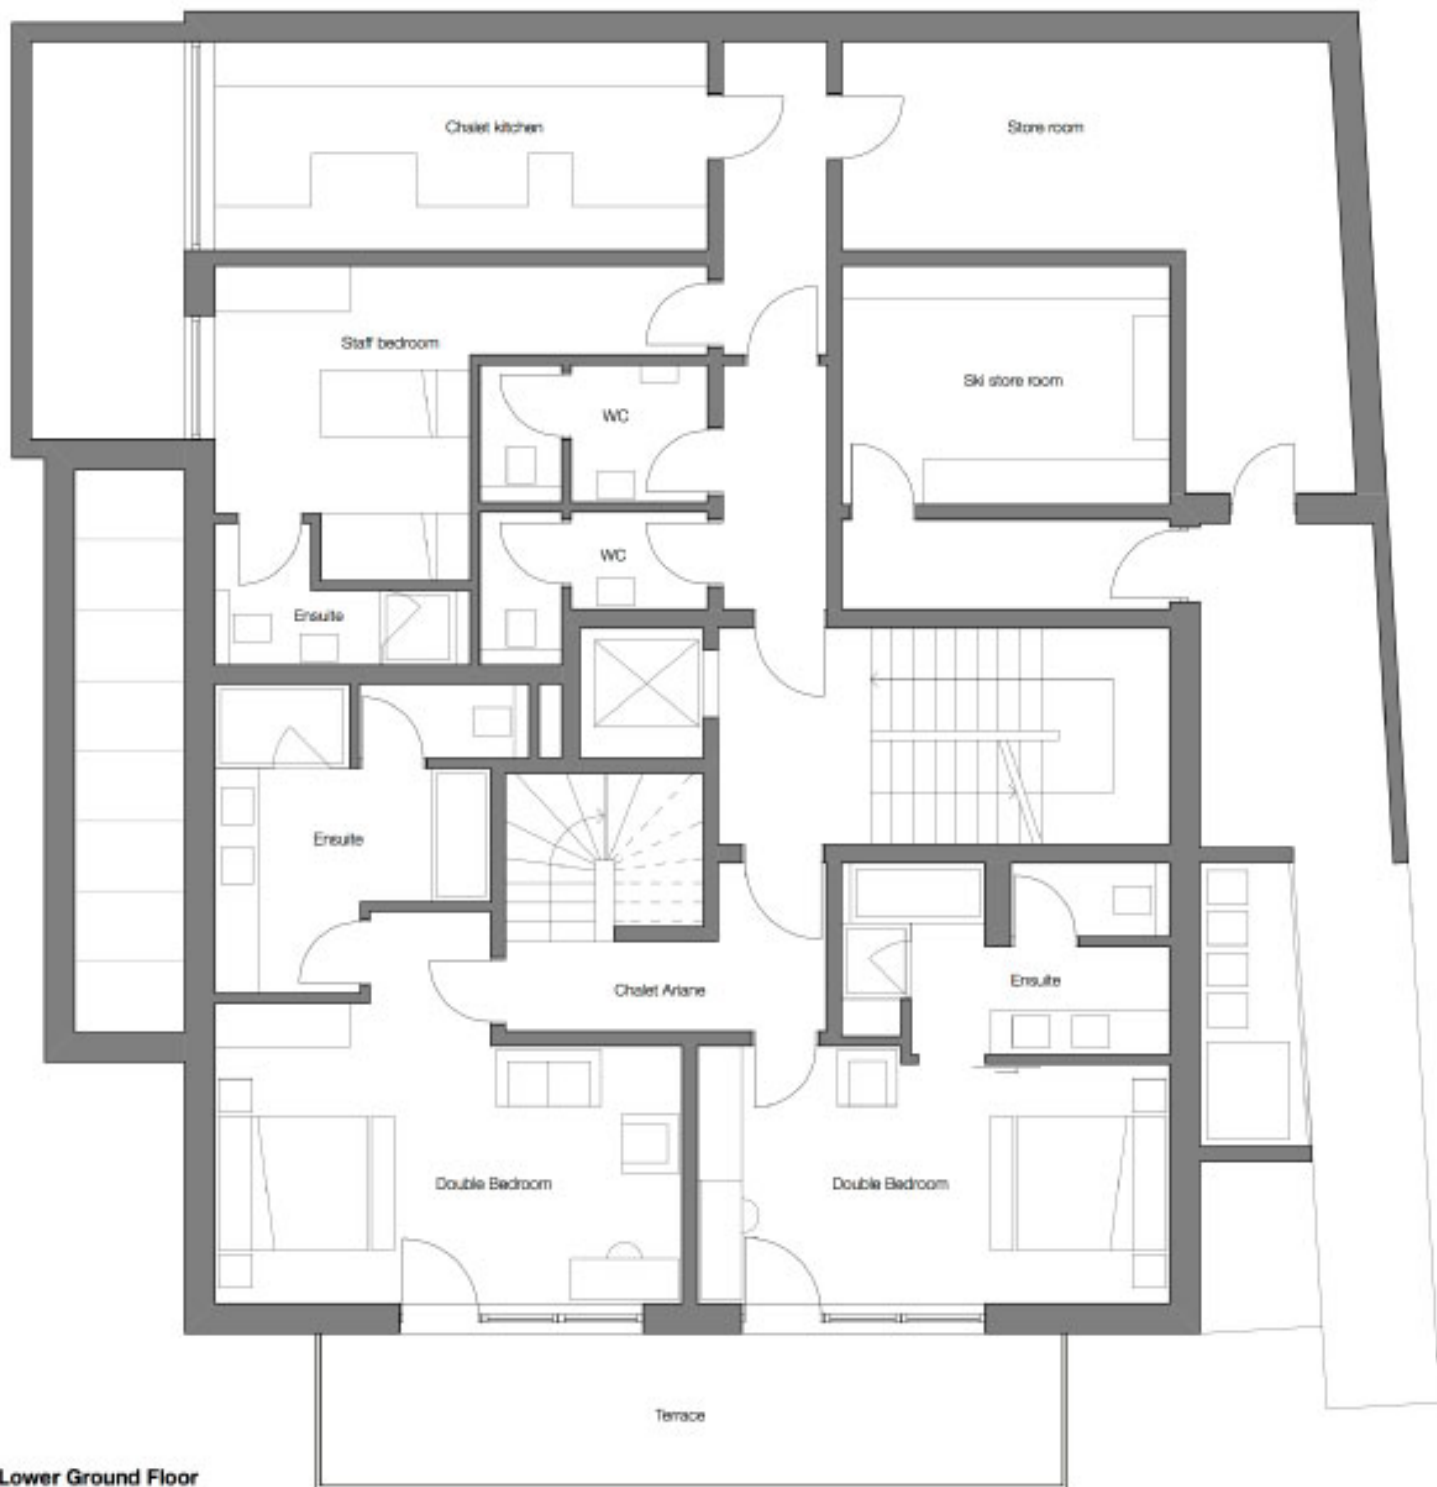 Chalet kitchen
Store room
Staff bedroom
Ski store room
WC
WC
Ensuite
Ensuite
Chalet Ariane
Ensuite
Double Bedroom
Double Bedroom
Terrace
Lower Ground Floor